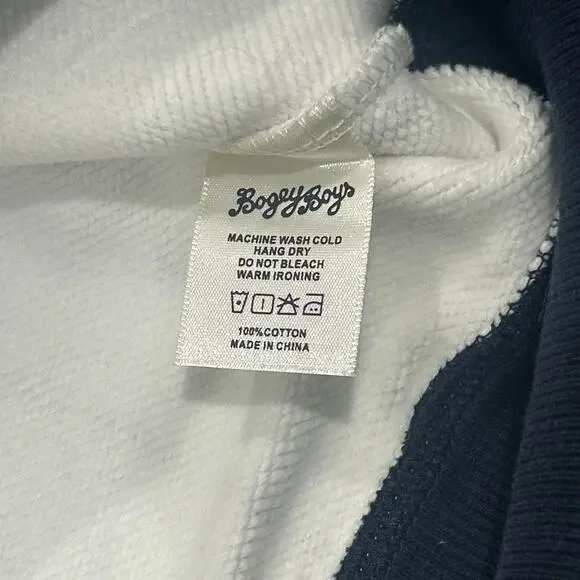 Bogey Boys
MACHINE WASH COLD
HANG DRY
DO NOT BLEACH
WARM IRONING
100%COTTON
MADE IN CHINA